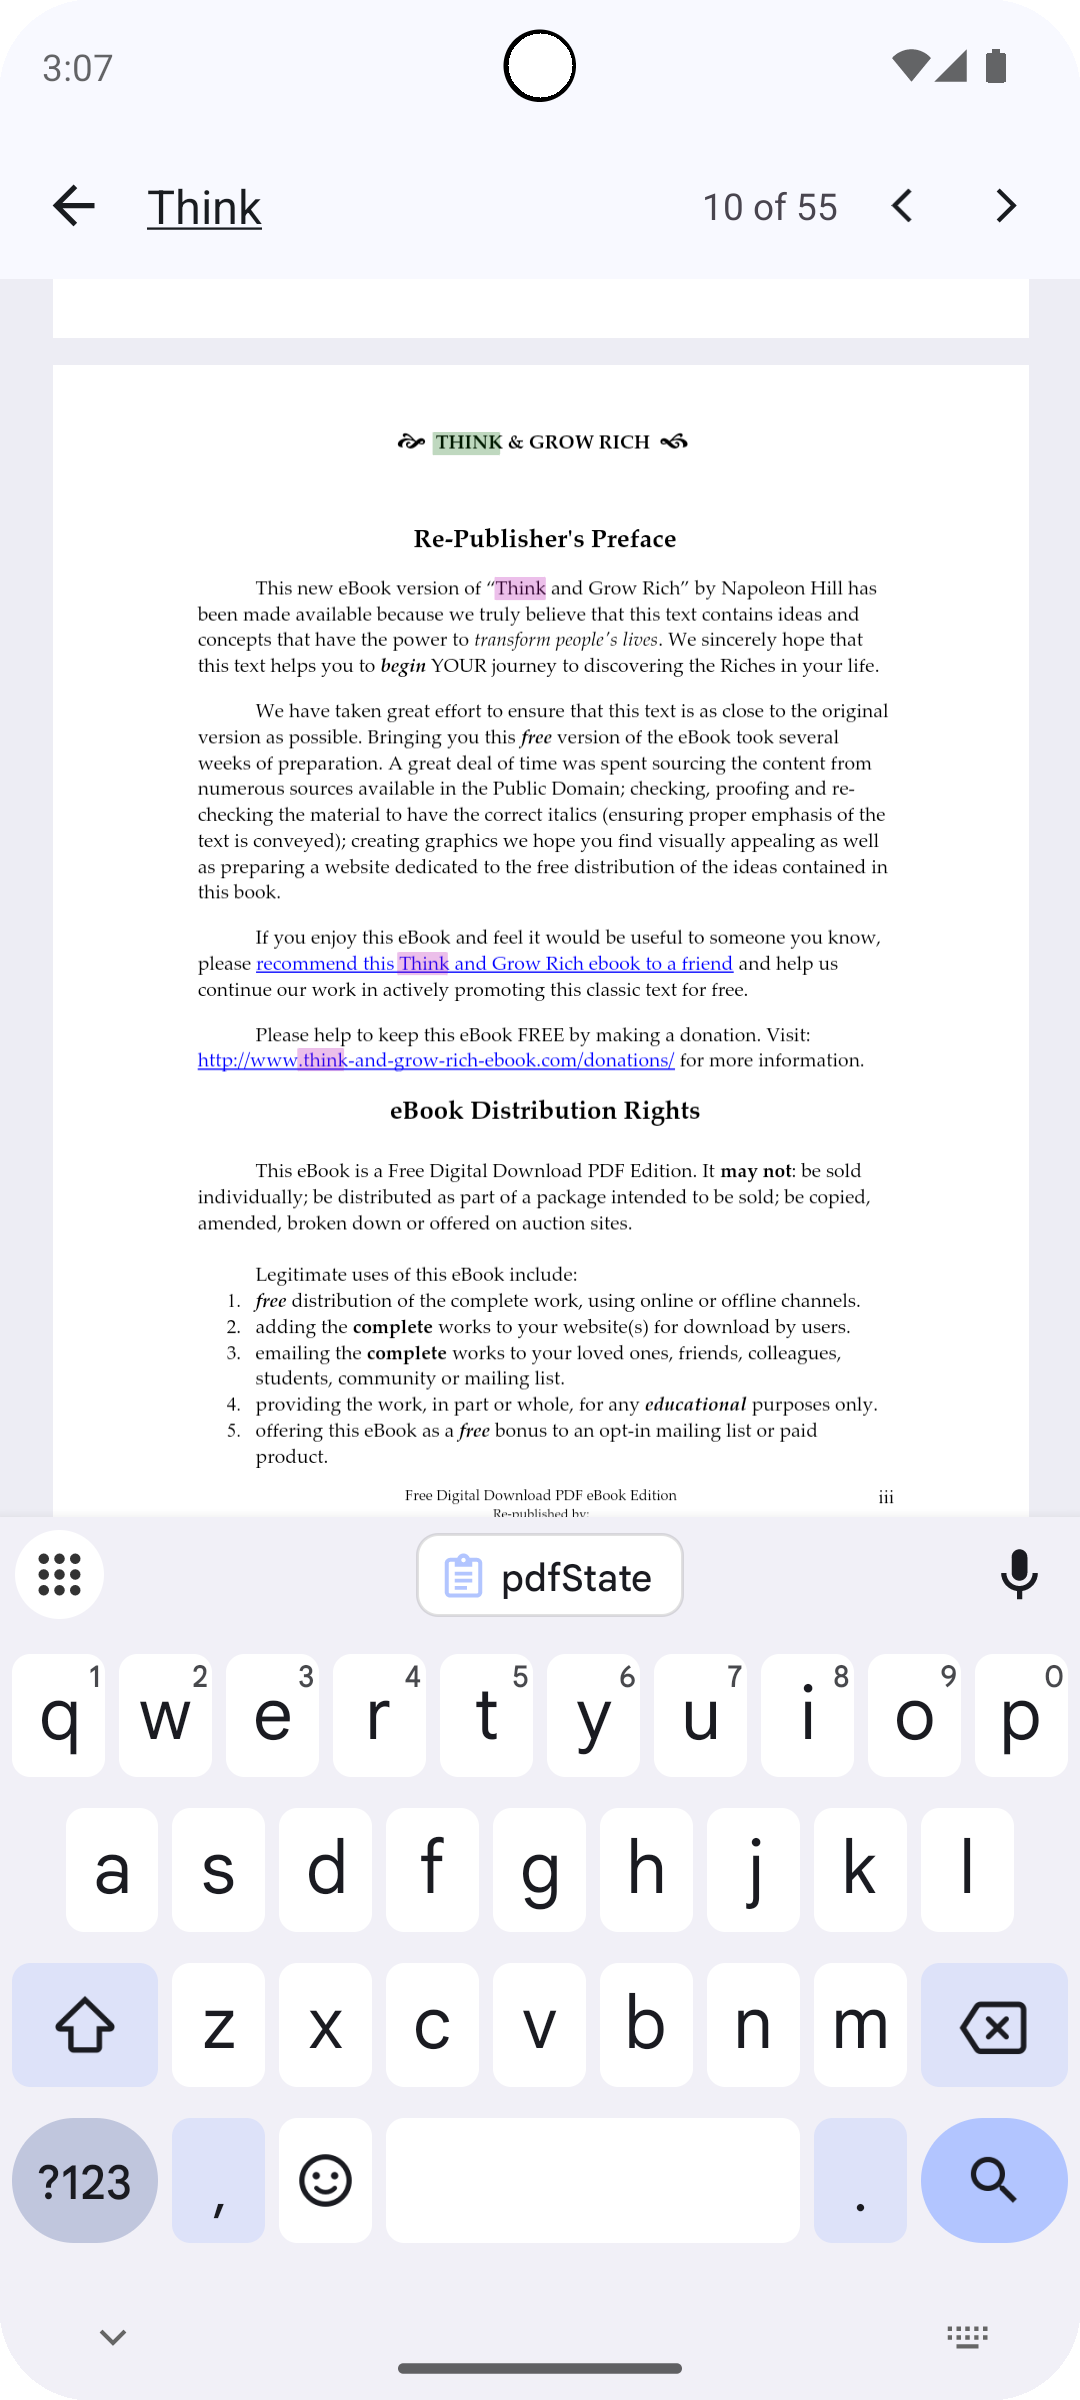 3:07
Think
10 of 55
THINK & GROW RICH
Re-Publisher's Preface
This new eBook version of “Think and Grow Rich” by Napoleon Hill has
been made available because we truly believe that this text contains ideas and
concepts that have the power to transform people’s lives. We sincerely hope that
this text helps you to begin YOUR journey to discovering the Riches in your life.
We have taken great effort to ensure that this text is as close to the original
version as possible. Bringing you this free version of the eBook took several
weeks of preparation. A great deal of time was spent sourcing the content from
numerous sources available in the Public Domain; checking, proofing and re-
checking the material to have the correct italics (ensuring proper emphasis of the
text is conveyed); creating graphics we hope you find visually appealing as well
as preparing a website dedicated to the free distribution of the ideas contained in
this book.
If you enjoy this eBook and feel it would be useful to someone you know,
please recommend this Think and Grow Rich ebook to a friend and help us
continue our work in actively promoting this classic text for free.
Please help to keep this eBook FREE by making a donation. Visit:
http://www.think-and-grow-rich-ebook.com/donations/ for more information.
eBook Distribution Rights
This eBook is a Free Digital Download PDF Edition. It may not: be sold
individually; be distributed as part of a package intended to be sold; be copied,
amended, broken down or offered on auction sites.
Legitimate uses of this eBook include:
1. free distribution of the complete work, using online or offline channels.
2. adding the complete works to your website(s) for download by users.
3. emailing the complete works to your loved ones, friends, colleagues,
students, community or mailing list.
4. providing the work, in part or whole, for any educational purposes only.
5. offering this eBook as a free bonus to an opt-in mailing list or paid
product.
Free Digital Download PDF eBook Edition iii
Re-published by:
pdfState
1 2 3 4 5 6 7 8 9 0
q w e r t y u i o p
a s d f g h j k l
z x c v b n m
?123 , .